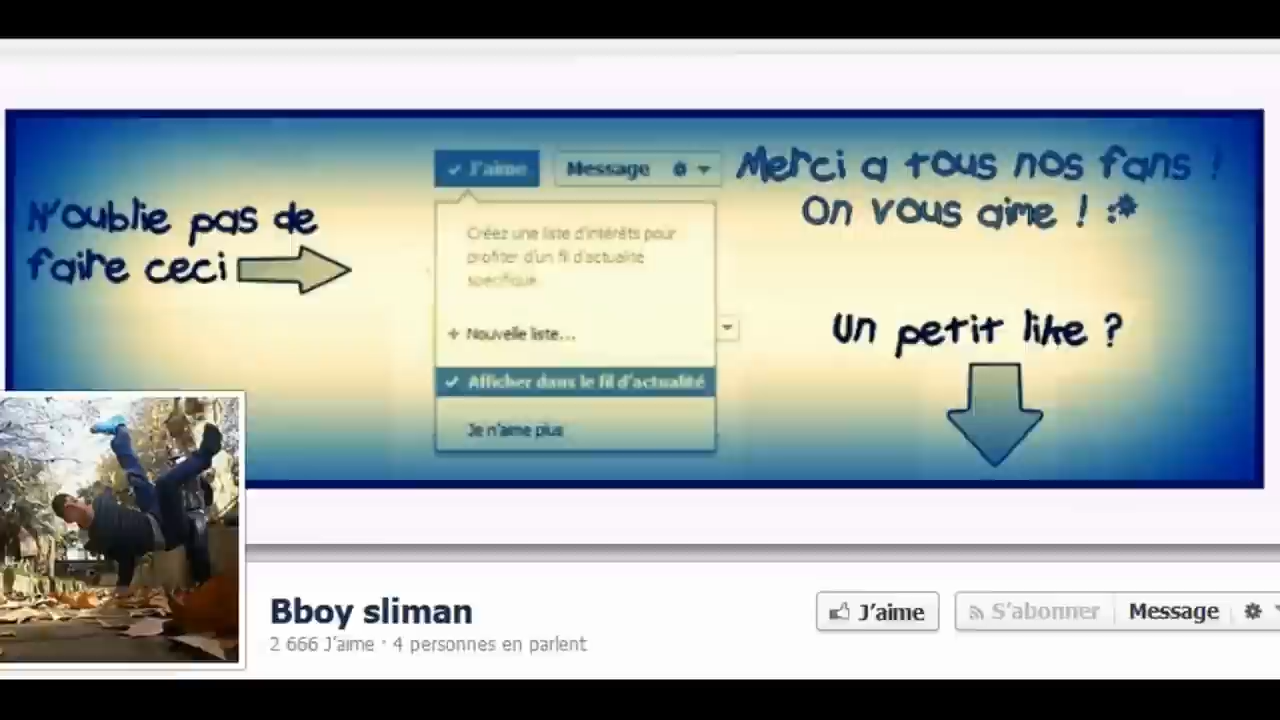 N'oublie pas de
faire ceci
J'aime Message
Créez une liste d'intérêts pour
profiter d'un fil d'actualité
spécifique.
+ Nouvelle liste...
Afficher dans le fil d'actualité
Je n'aime plus
Merci a tous nos fans !
On vous aime ! :*
Un petit like ?
Bboy sliman
2 666 J'aime · 4 personnes en parlent
J'aime S'abonner Message